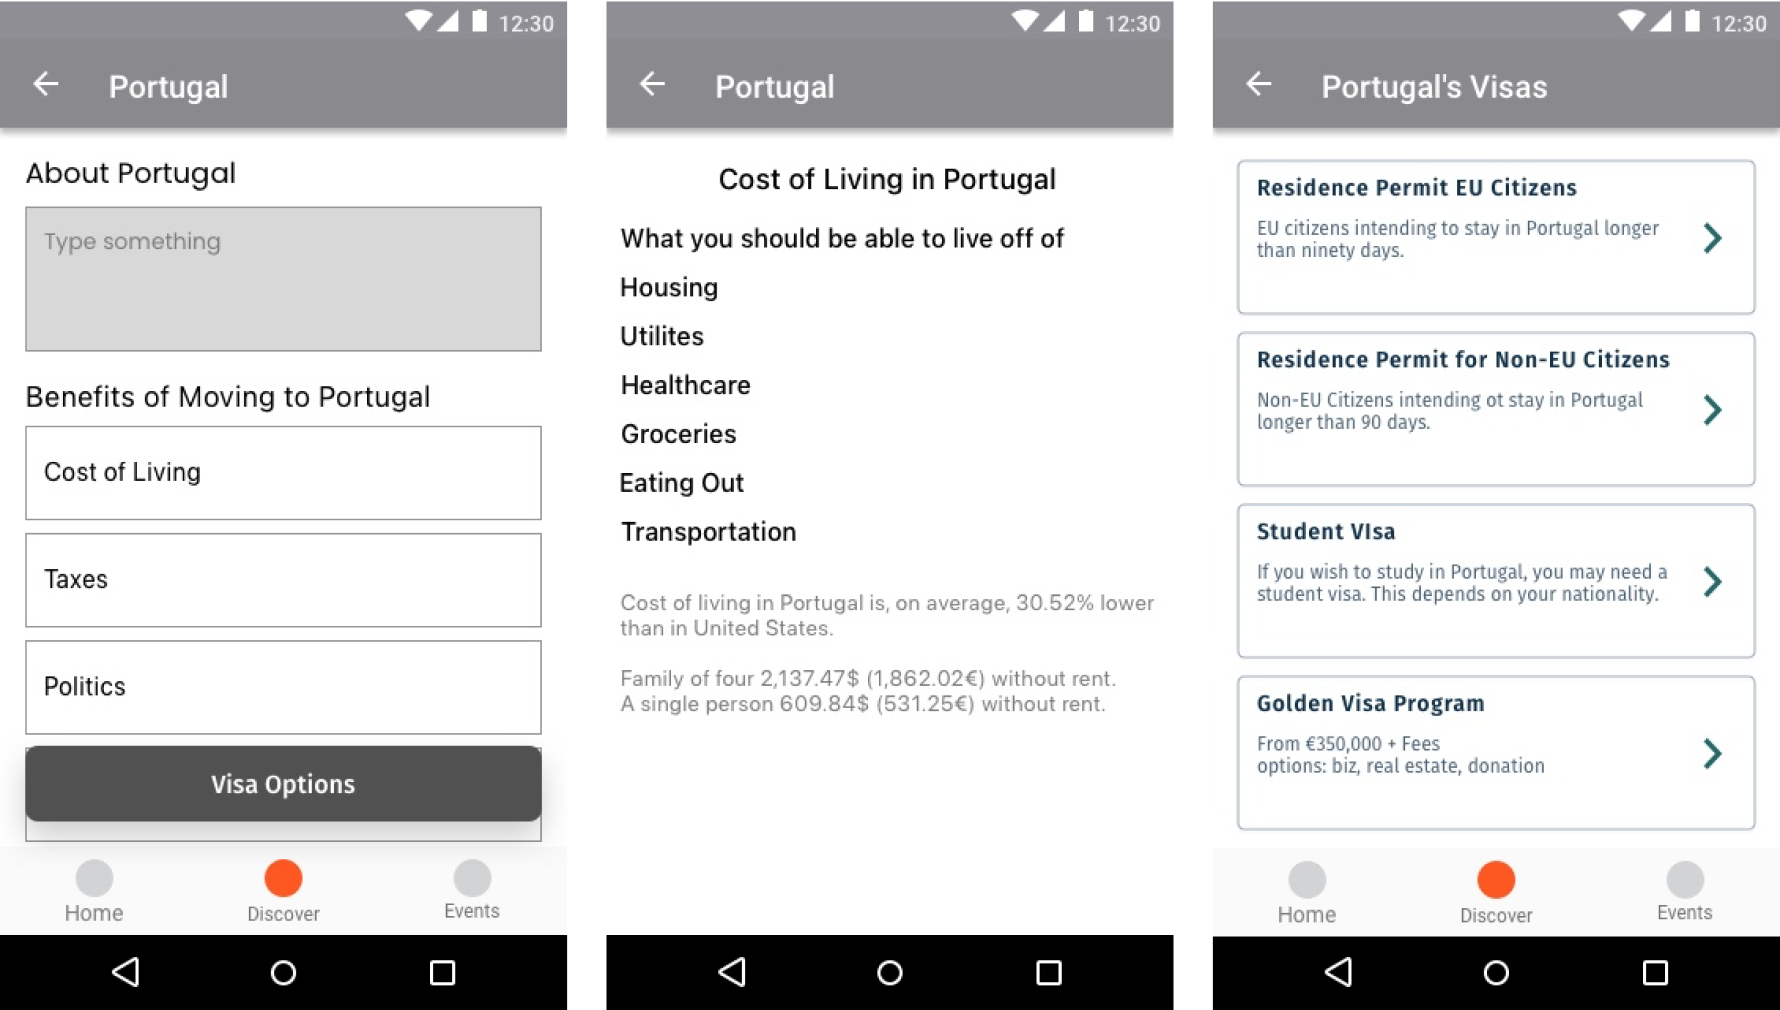 12:30
Portugal
About Portugal
Type something
Benefits of Moving to Portugal
Cost of Living
Taxes
Politics
Visa Options
Home
Discover
Events
12:30
Portugal
Cost of Living in Portugal
What you should be able to live off of
Housing
Utilites
Healthcare
Groceries
Eating Out
Transportation
Cost of living in Portugal is, on average, 30.52% lower
than in United States.
Family of four 2,137.47$ (1,862.02€) without rent.
A single person 609.84$ (531.25€) without rent.
12:30
Portugal's Visas
Residence Permit EU Citizens
EU citizens intending to stay in Portugal longer
than ninety days.
Residence Permit for Non-EU Citizens
Non-EU Citizens intending ot stay in Portugal
longer than 90 days.
Student VIsa
If you wish to study in Portugal, you may need a
student visa. This depends on your nationality.
Golden Visa Program
From €350,000 + Fees
options: biz, real estate, donation
Home
Discover
Events